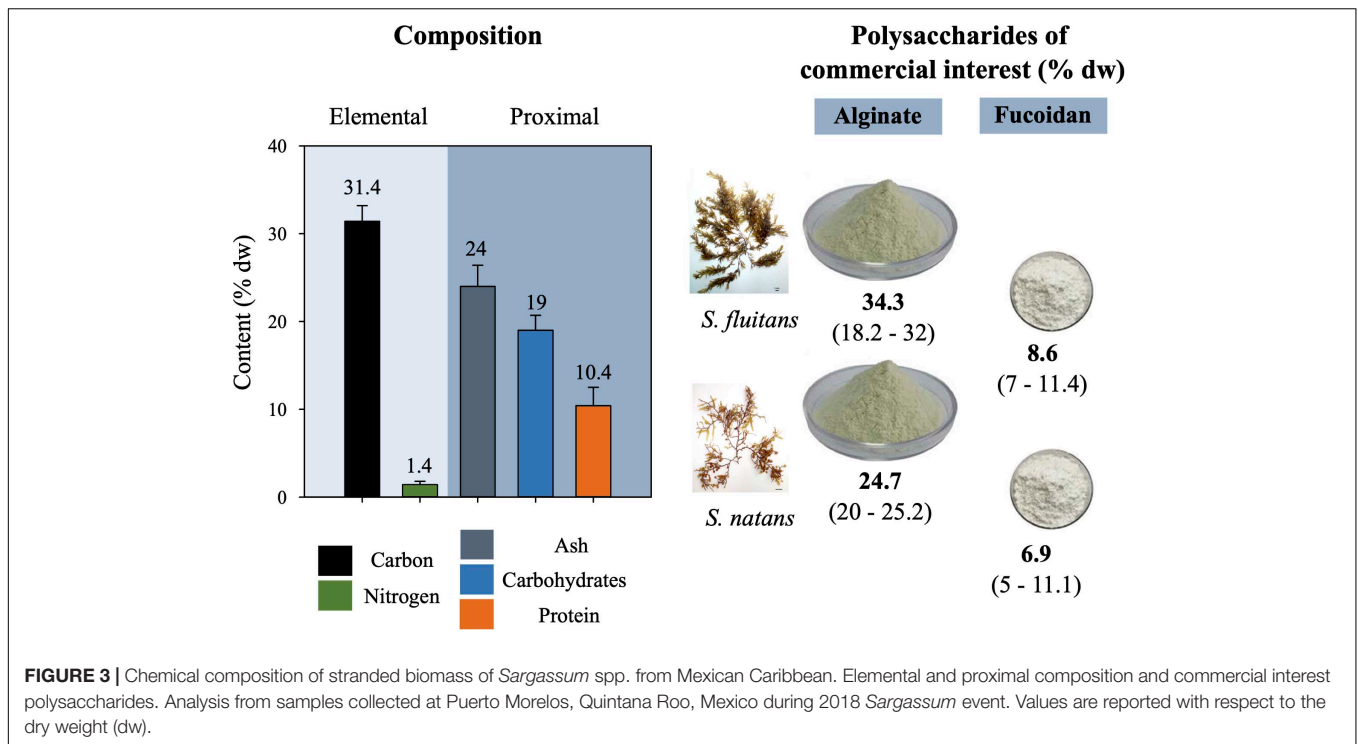 Composition
Elemental Proximal
40
30
20
10
0
Content (% dw)
31.4
1.4
24
19
10.4
Carbon
Nitrogen
Ash
Carbohydrates
Protein
Polysaccharides of
commercial interest (% dw)
Alginate Fucoidan
S. fluitans
34.3
(18.2 - 32)
8.6
(7 - 11.4)
S. natans
24.7
(20 - 25.2)
6.9
(5 - 11.1)
FIGURE 3 | Chemical composition of stranded biomass of Sargassum spp. from Mexican Caribbean. Elemental and proximal composition and commercial interest
polysaccharides. Analysis from samples collected at Puerto Morelos, Quintana Roo, Mexico during 2018 Sargassum event. Values are reported with respect to the
dry weight (dw).